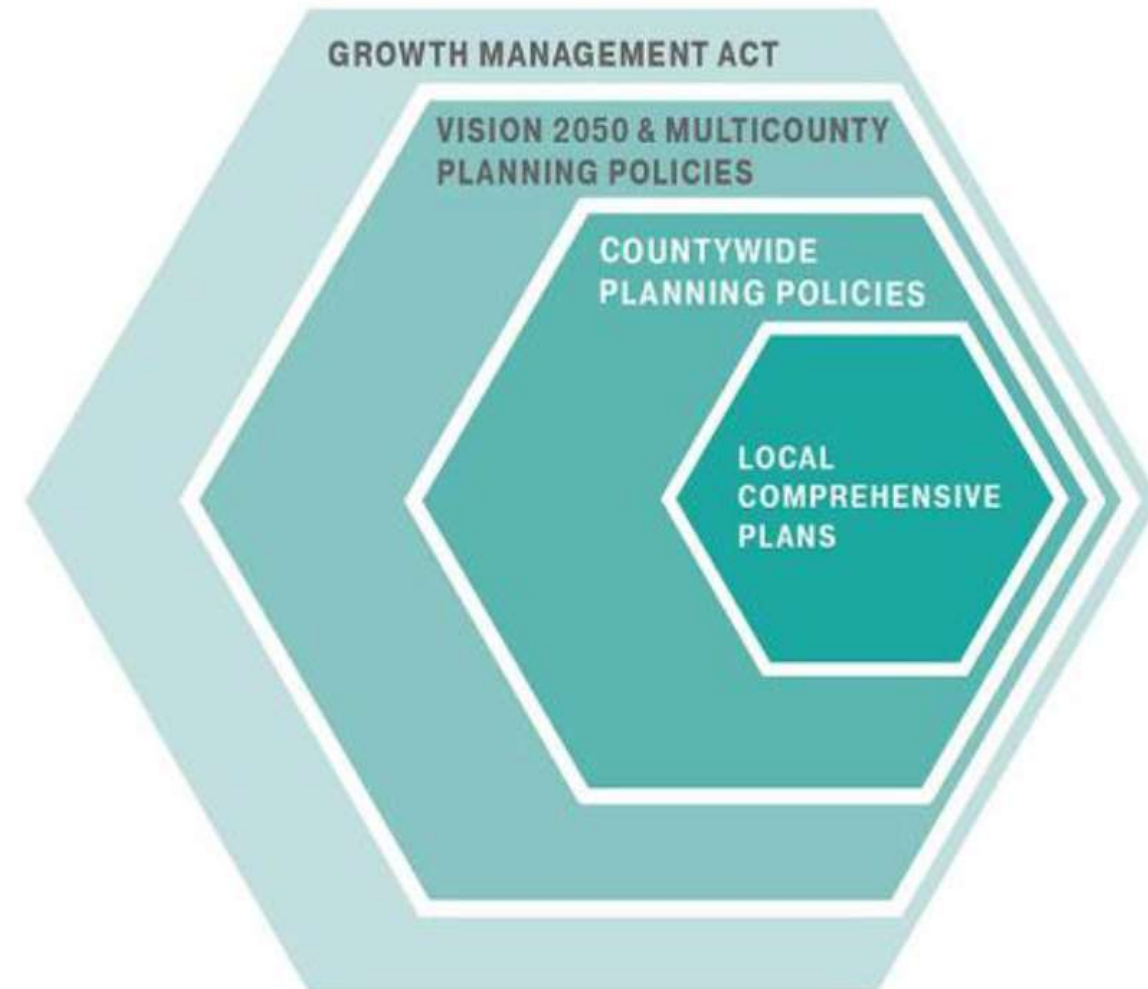 GROWTH MANAGEMENT ACT
VISION 2050 & MULTICOUNTY
PLANNING POLICIES
COUNTYWIDE
PLANNING POLICIES
LOCAL
COMPREHENSIVE
PLANS